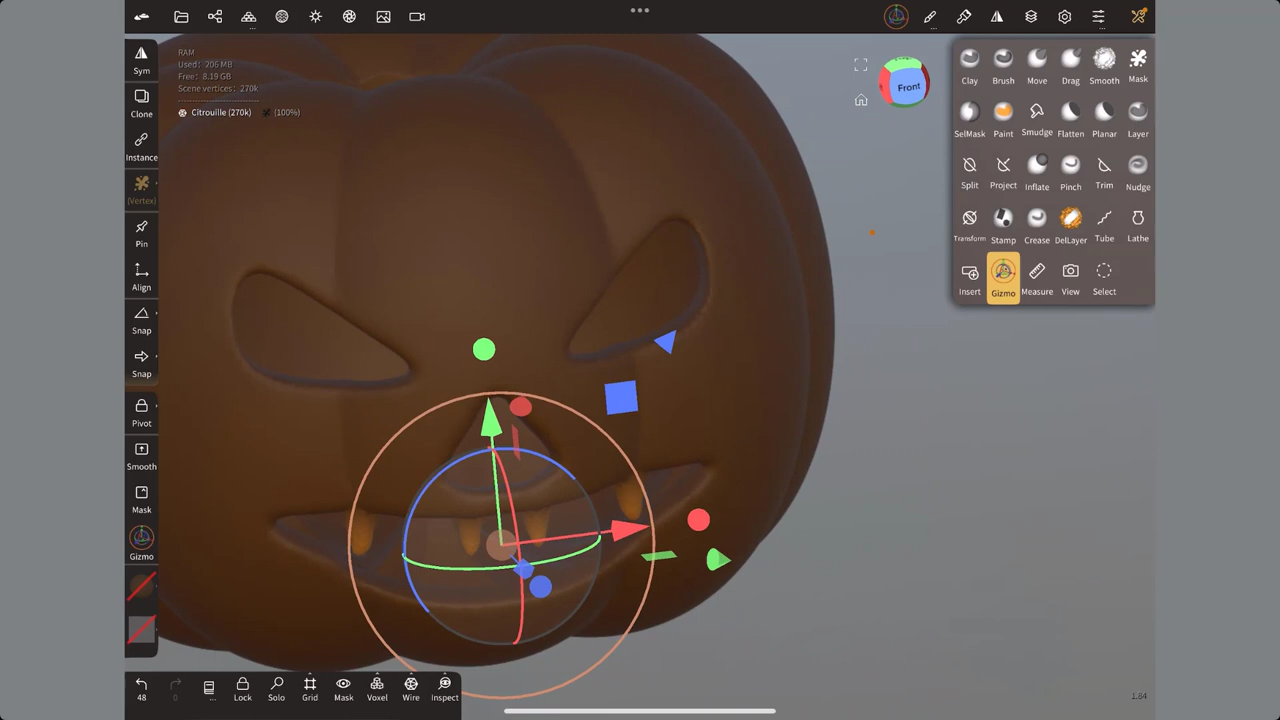 RAM
Used: 206 MB
Free: 8.19 GB
Scene vertices: 270k
Citrouille (270k) (100%)
Front
Sym
Clone
Instance
(Vertex)
Pin
Align
Snap
Snap
Pivot
Smooth
Mask
Gizmo
Clay Brush Move Drag Smooth Mask
SelMask Paint Smudge Flatten Planar Layer
Split Project Inflate Pinch Trim Nudge
Transform Stamp Crease DelLayer Tube Lathe
Insert Gizmo Measure View Select
48 0 ... Lock Solo Grid Mask Voxel Wire Inspect
1.84